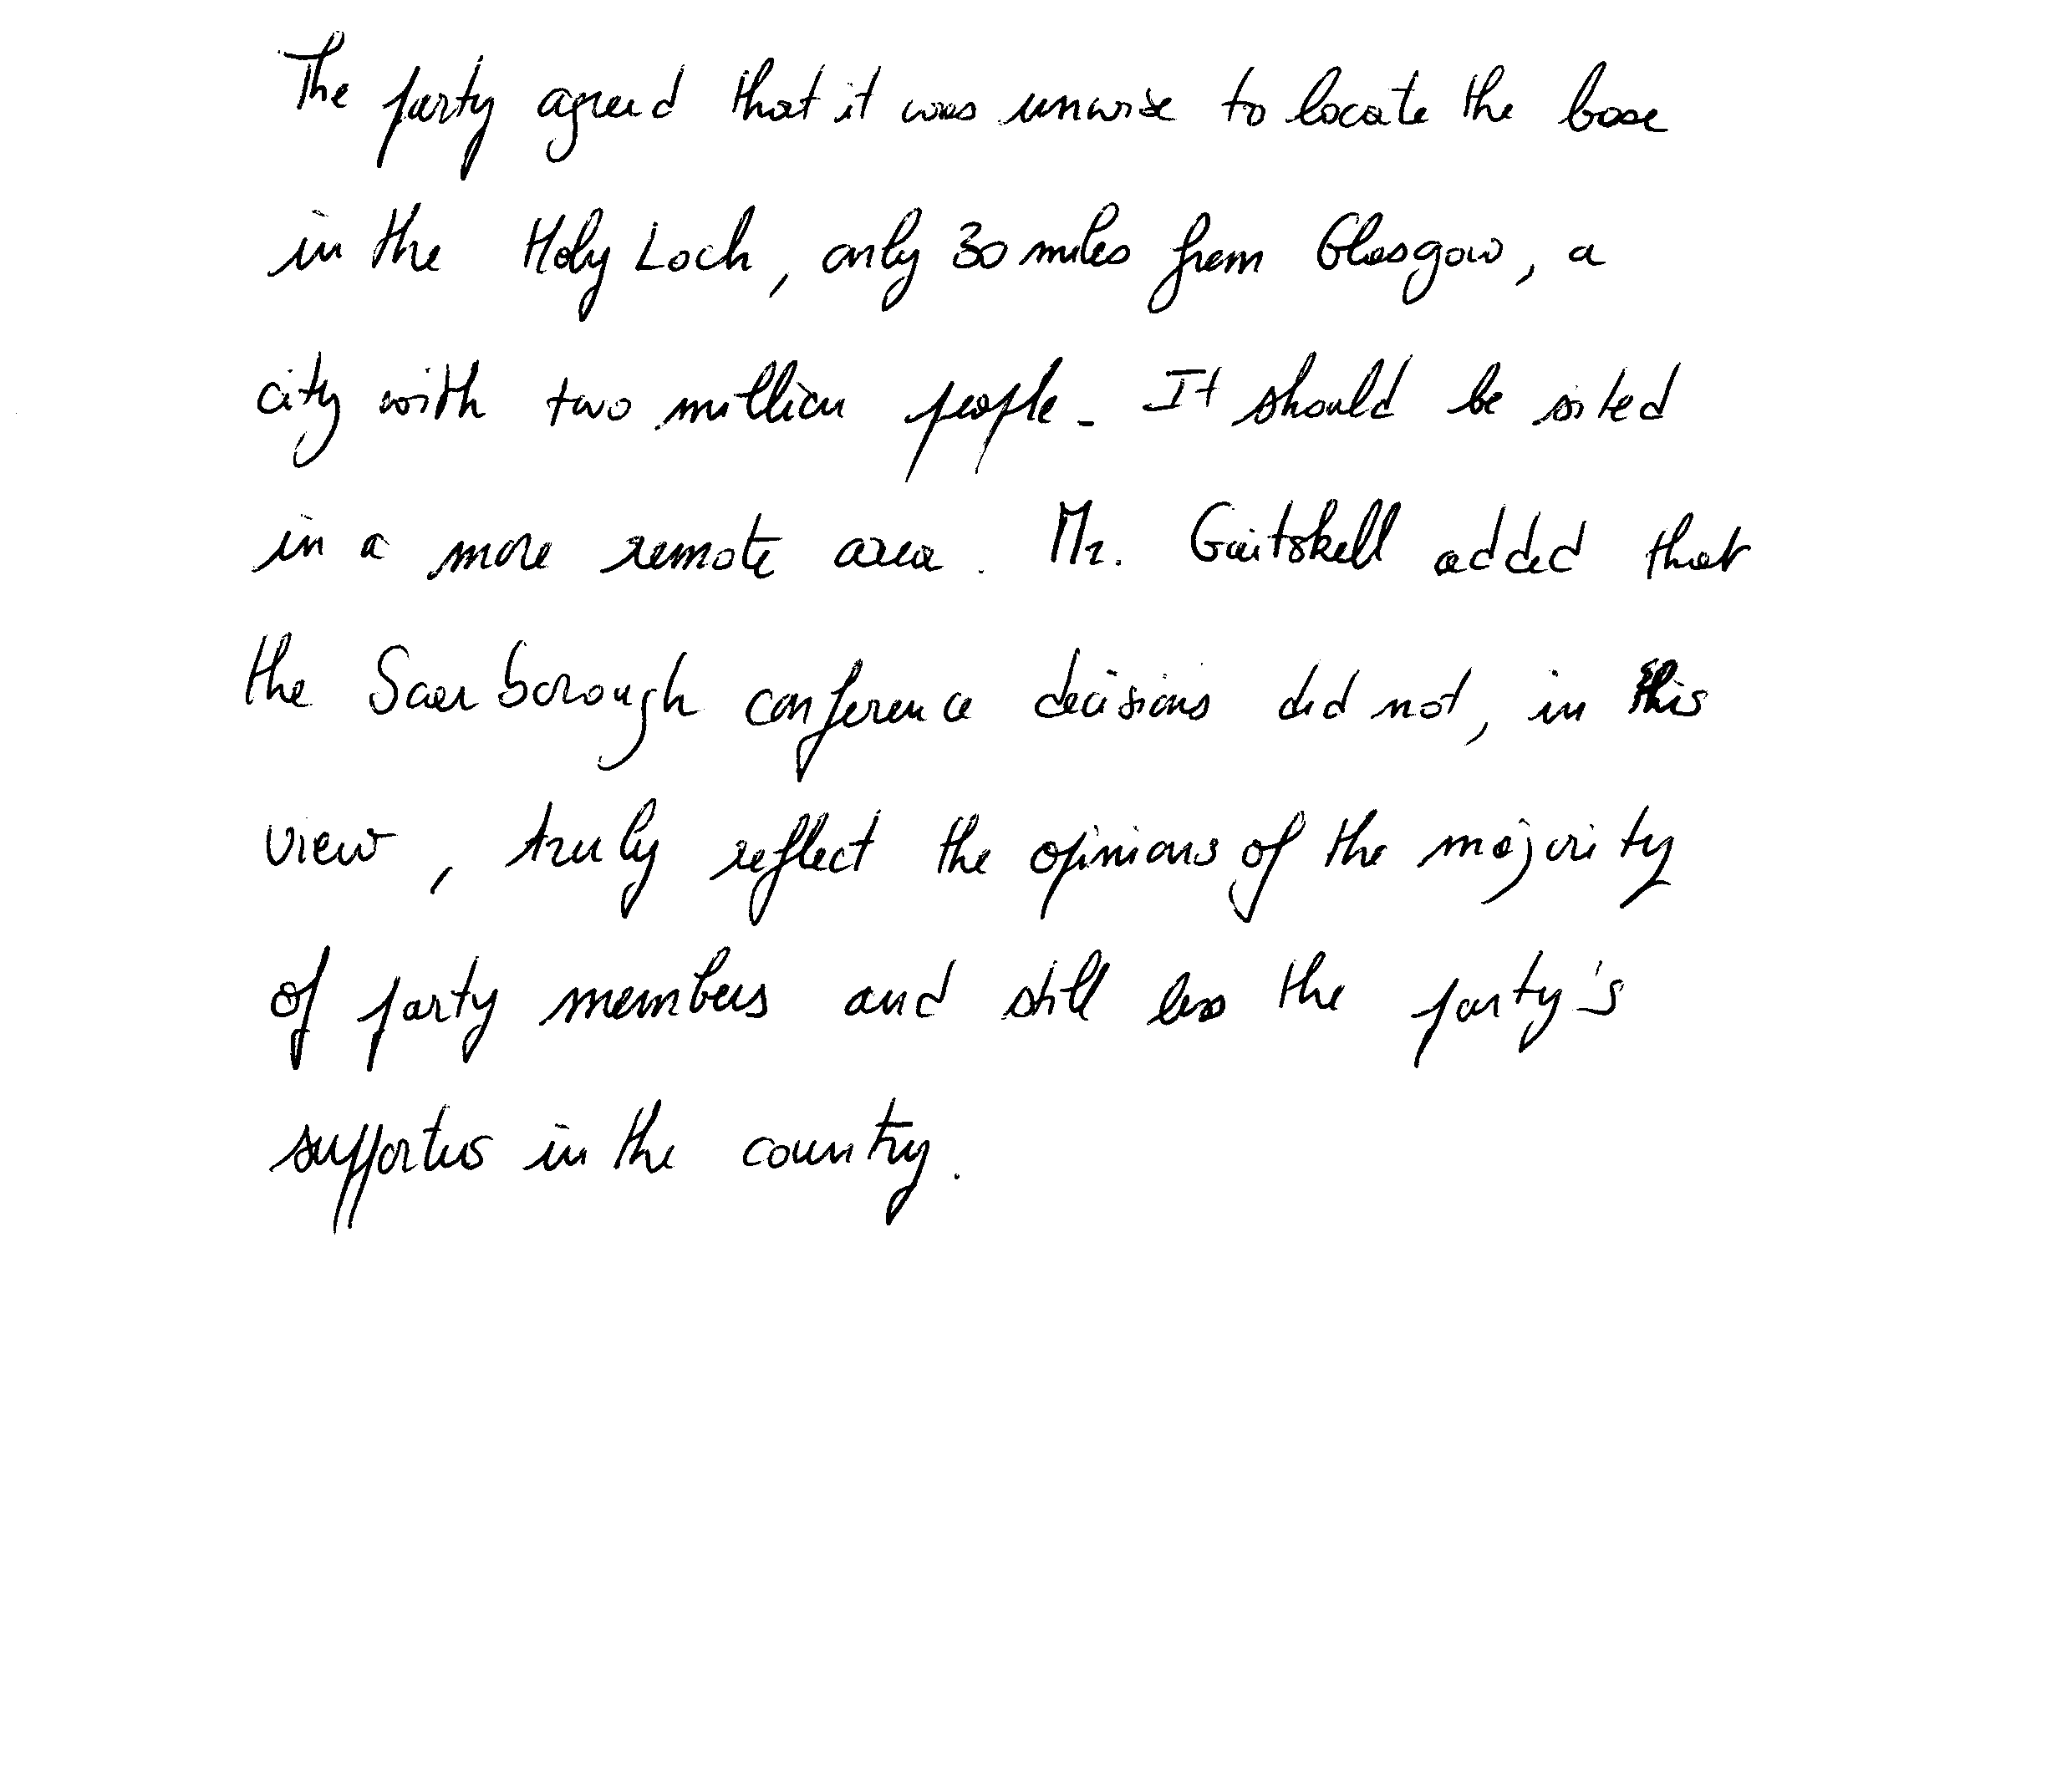 The party agreed that it was unwise to locate the base
in the Holy Loch, only 30 miles from Glasgow, a
city with two million people. It should be sited
in a more remote area. Mr. Gaitskell added that
the Scarborough conference decisions did not, in this
view, truly reflect the opinions of the majority
of party members and still less the party's
supporters in the country.